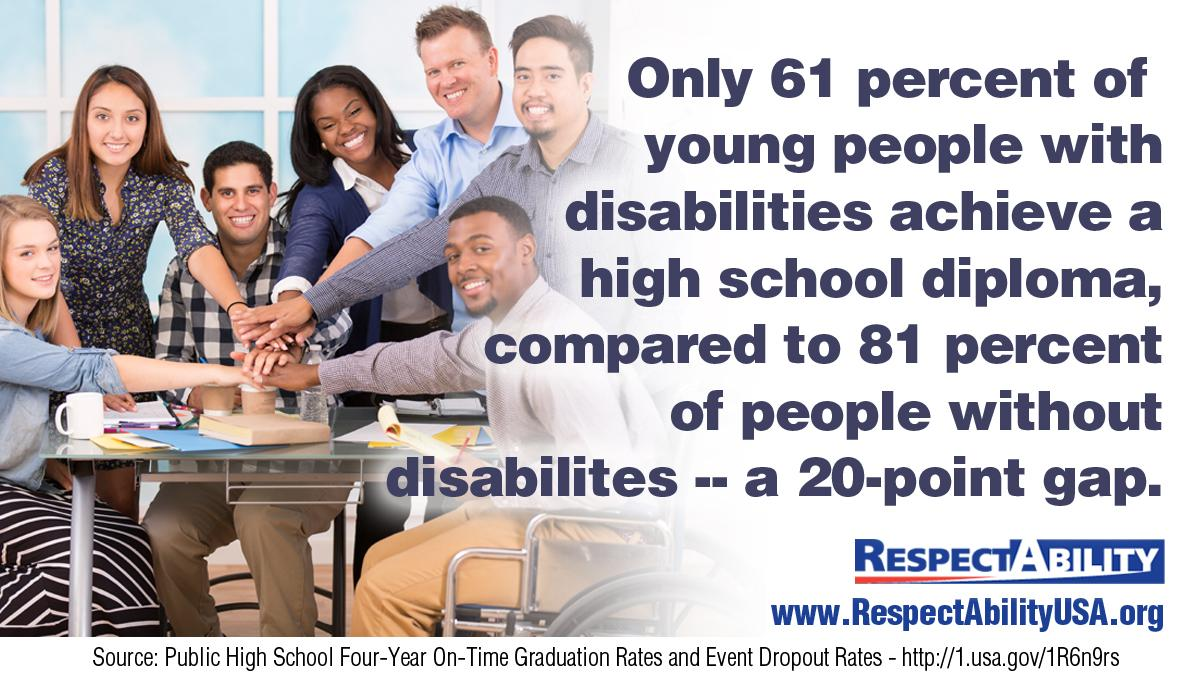 Only 61 percent of
young people with
disabilities achieve a
high school diploma,
compared to 81 percent
of people without
disabilites -- a 20-point gap.
RESPECTABILITY
www.RespectAbilityUSA.org
Source: Public High School Four-Year On-Time Graduation Rates and Event Dropout Rates - http://1.usa.gov/1R6n9rs